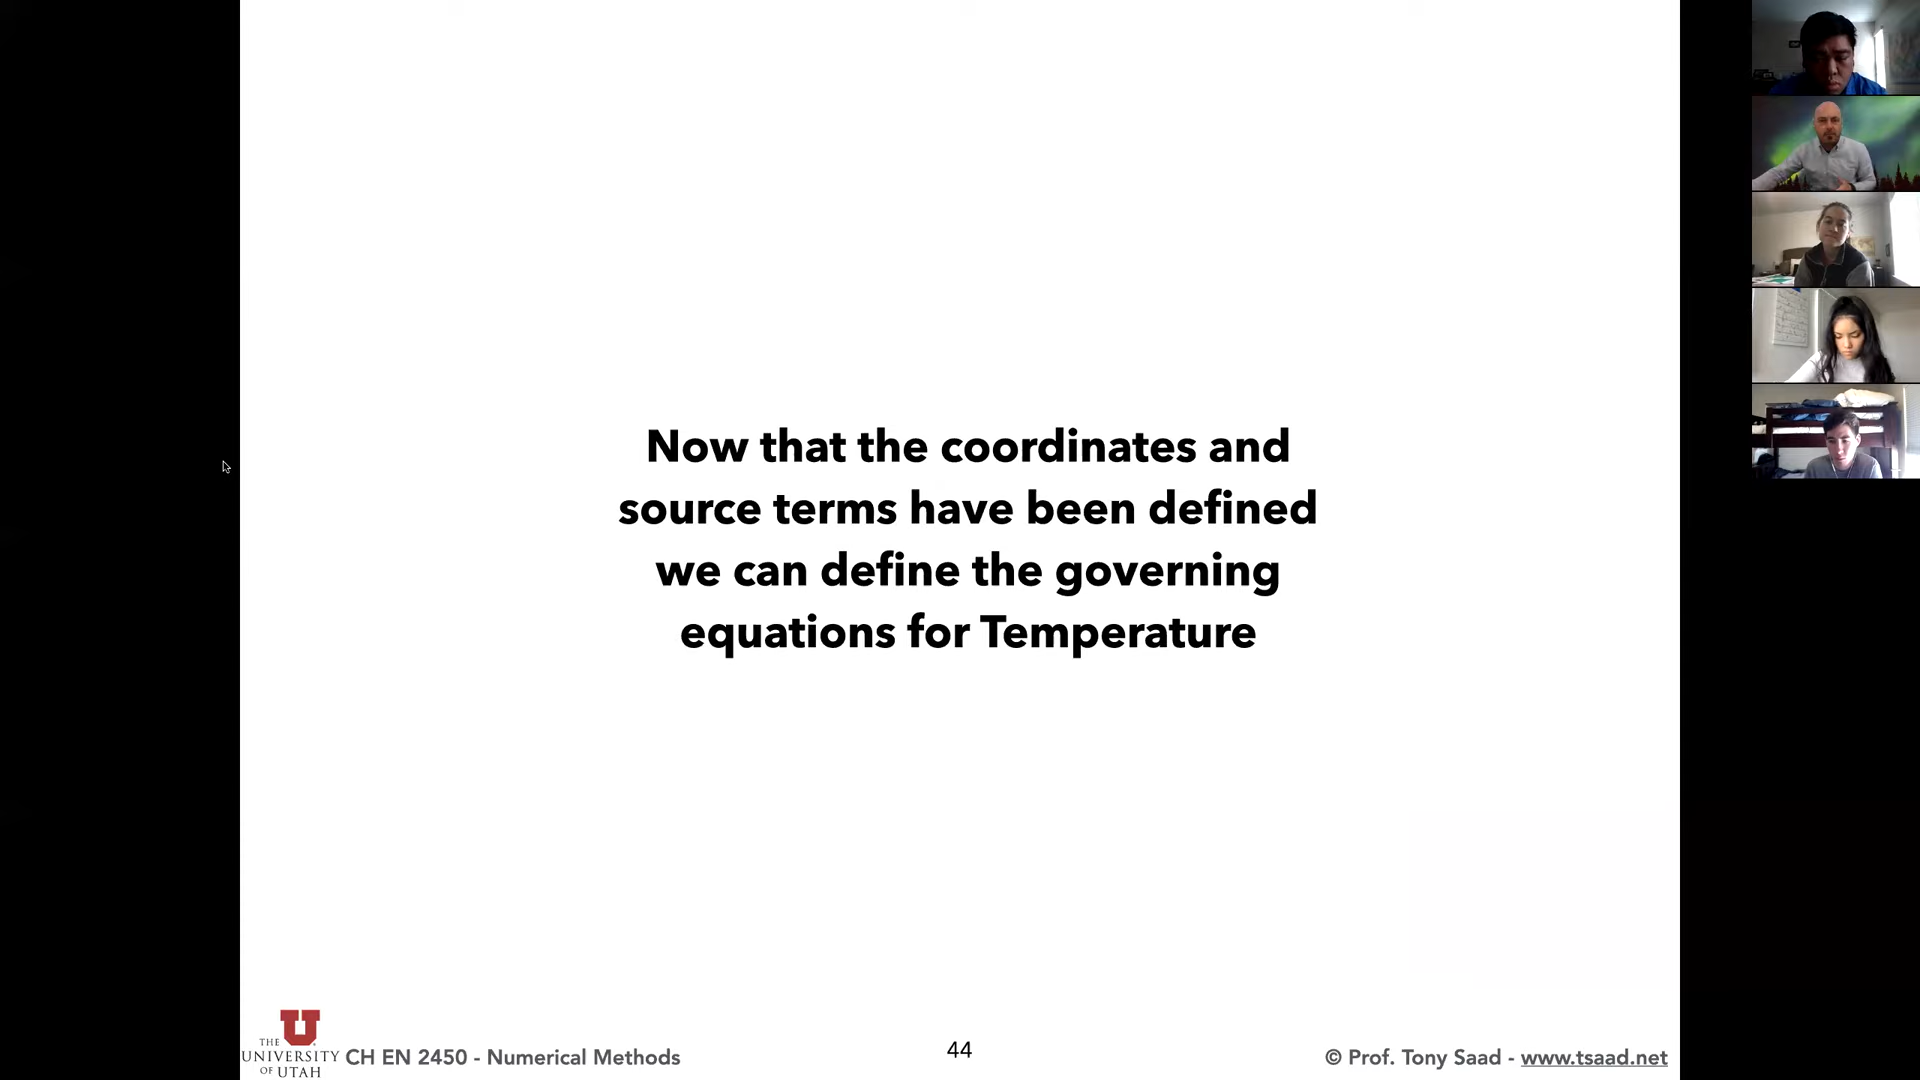 Now that the coordinates and
source terms have been defined
we can define the governing
equations for Temperature
THE
UNIVERSITY
OF UTAH
CH EN 2450 - Numerical Methods
44
© Prof. Tony Saad - www.tsaad.net